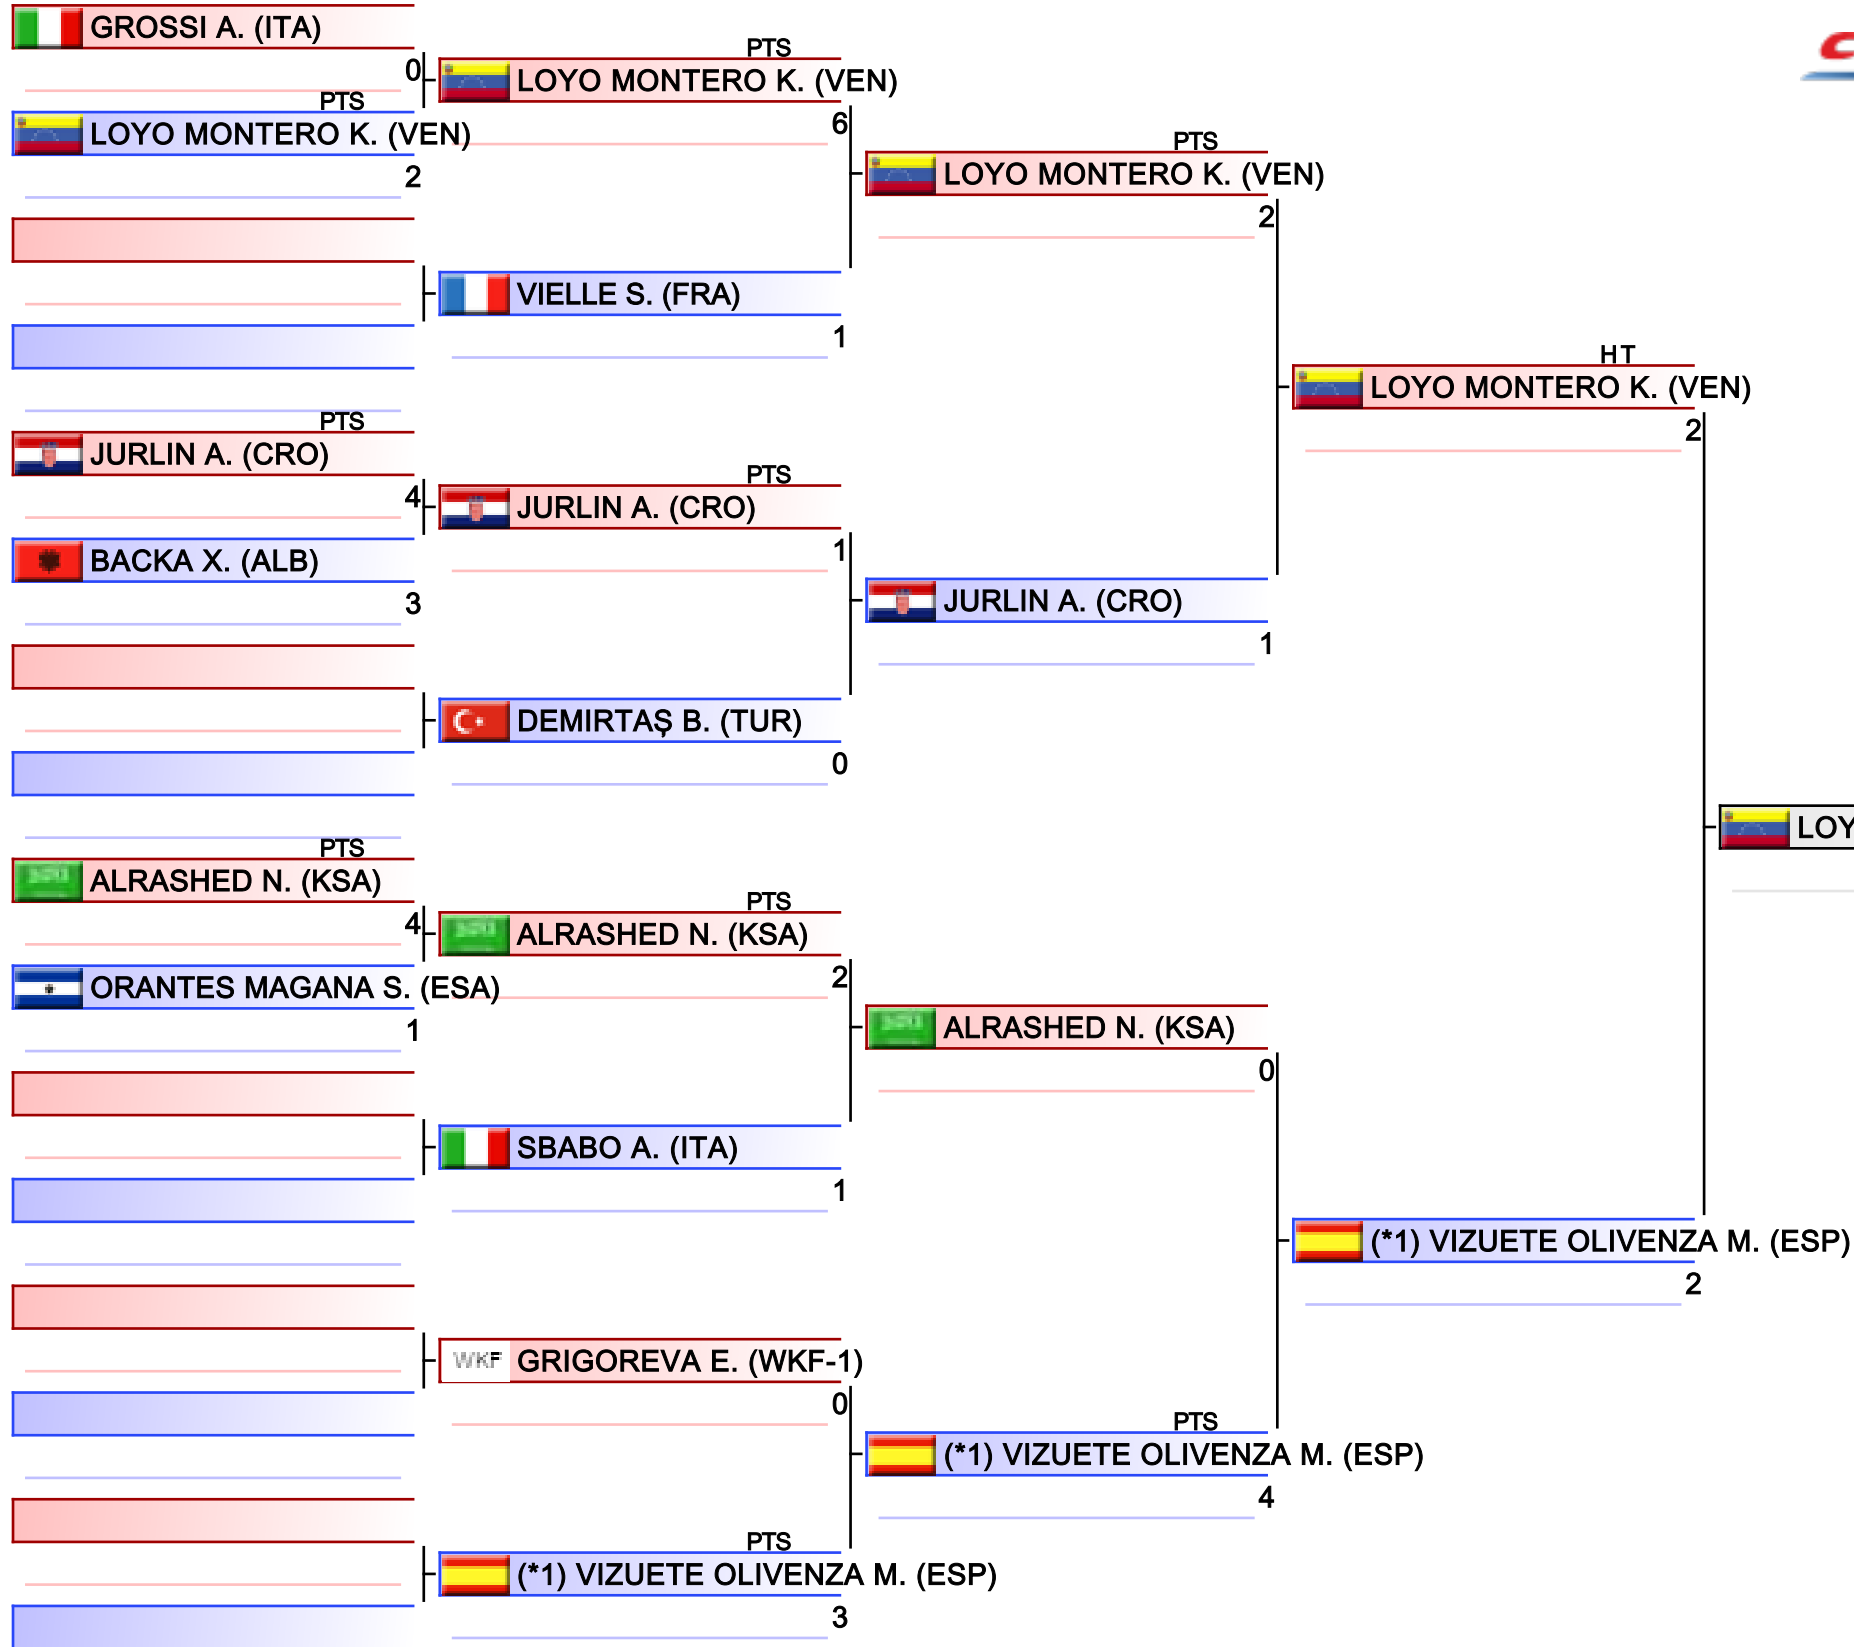 GROSSI A. (ITA)
0
PTS
LOYO MONTERO K. (VEN)
2
PTS
JURLIN A. (CRO)
4
BACKA X. (ALB)
3
PTS
ALRASHED N. (KSA)
4
ORANTES MAGANA S. (ESA)
1
PTS
LOYO MONTERO K. (VEN)
6
VIELLE S. (FRA)
1
PTS
JURLIN A. (CRO)
1
DEMIRTAŞ B. (TUR)
0
PTS
ALRASHED N. (KSA)
2
SBABO A. (ITA)
1
WKF
GRIGOREVA E. (WKF-1)
0
PTS
(*1) VIZUETE OLIVENZA M. (ESP)
3
PTS
LOYO MONTERO K. (VEN)
2
JURLIN A. (CRO)
1
ALRASHED N. (KSA)
0
PTS
(*1) VIZUETE OLIVENZA M. (ESP)
4
HT
LOYO MONTERO K. (VEN)
2
(*1) VIZUETE OLIVENZA M. (ESP)
2
LOY